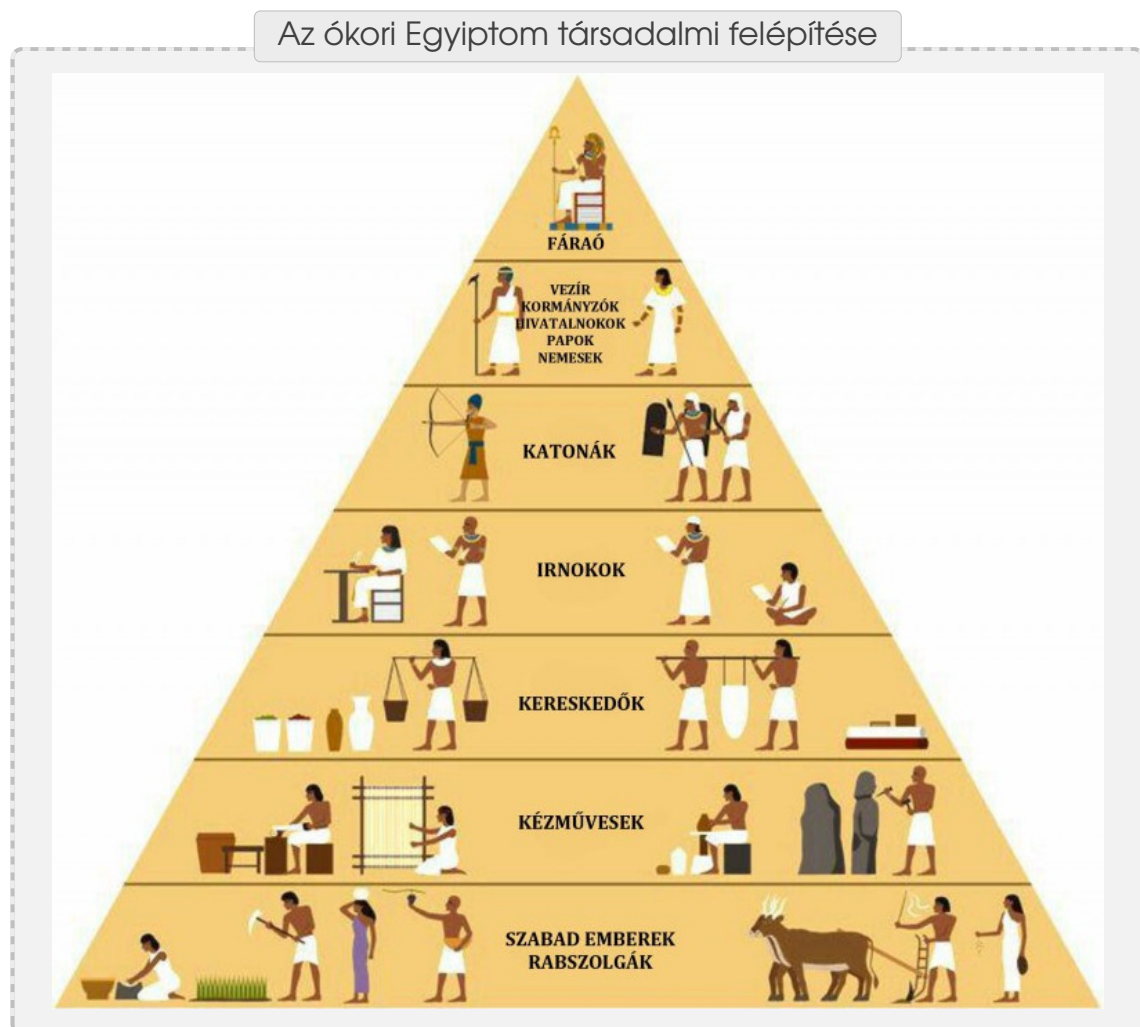 Az ókori Egyiptom társadalmi felépítése
FÁRAÓ
VEZÍR
KORMÁNYZÓK
HIVATALNOKOK
PAPOK
NEMESEK
KATONÁK
IRNOKOK
KERESKEDŐK
KÉZMŰVESEK
SZABAD EMBEREK
RABSZOLGÁK